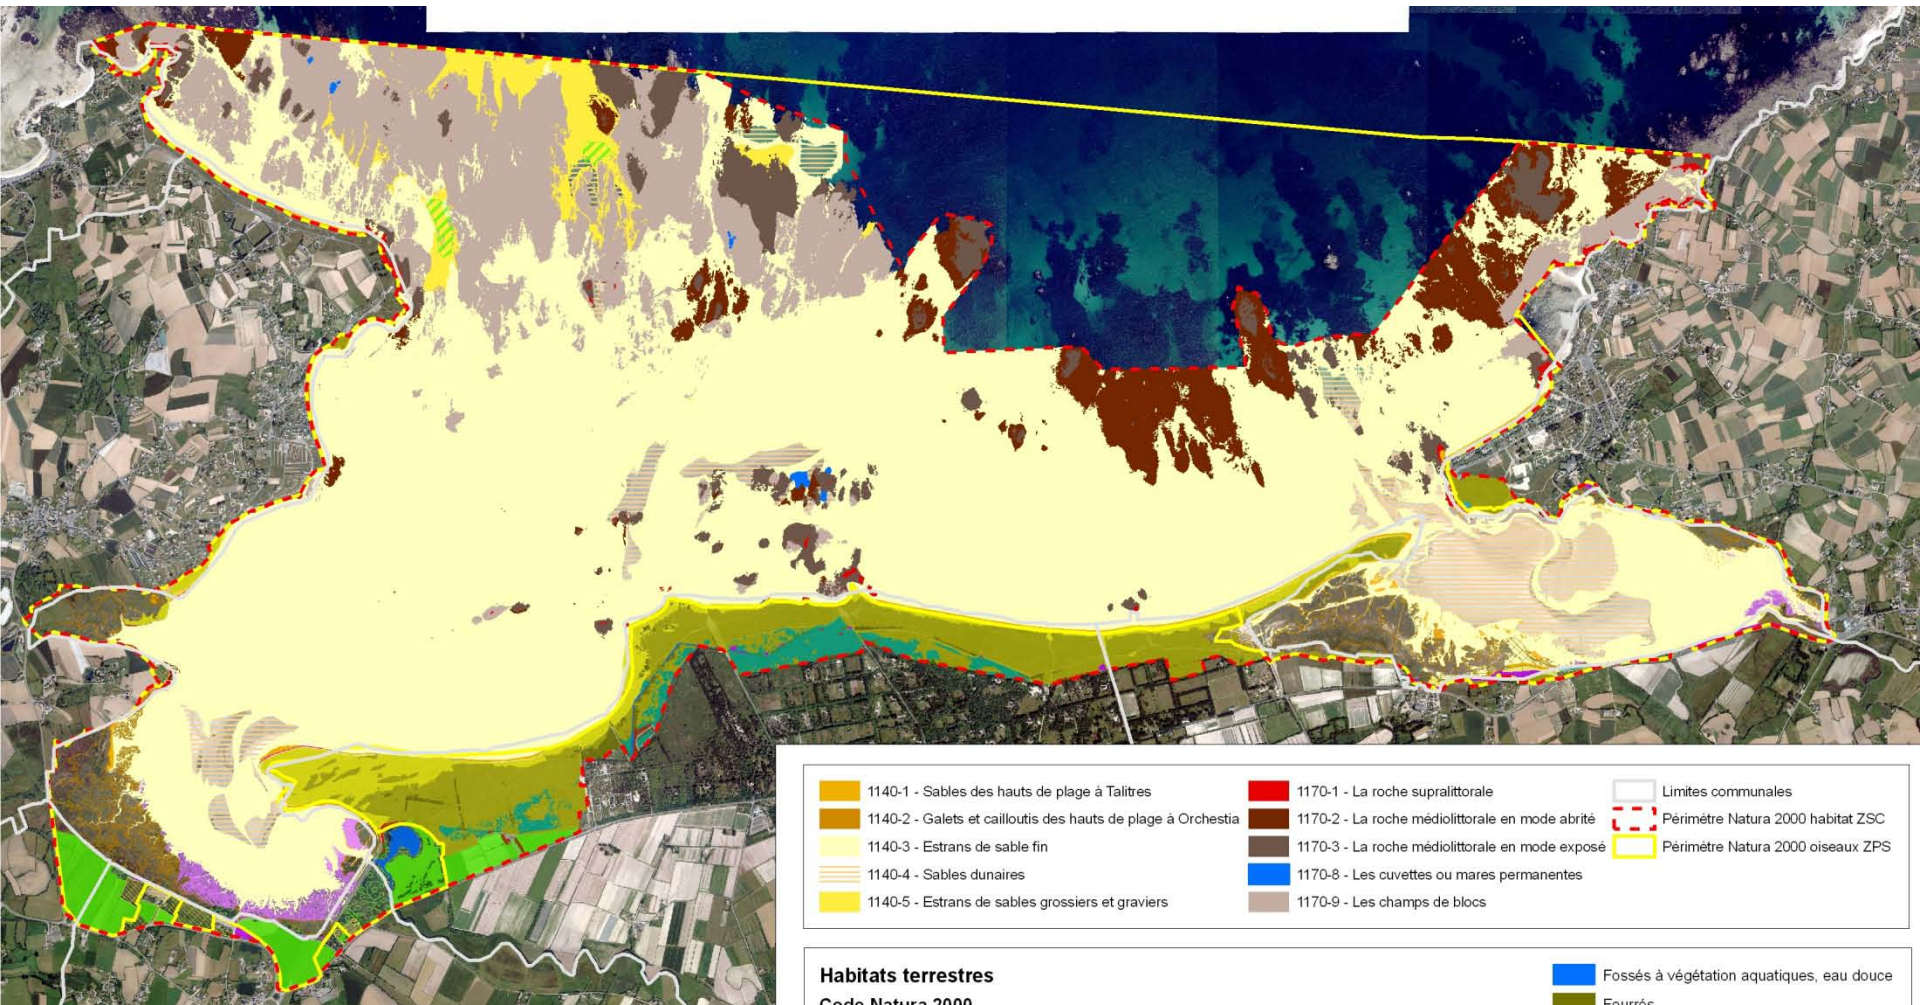 1140-1 - Sables des hauts de plage à Talitres
1140-2 - Galets et cailloutis des hauts de plage à Orchestia
1140-3 - Estrans de sable fin
1140-4 - Sables dunaires
1140-5 - Estrans de sables grossiers et graviers
1170-1 - La roche supralittorale
1170-2 - La roche médiolittorale en mode abrité
1170-3 - La roche médiolittorale en mode exposé
1170-8 - Les cuvettes ou mares permanentes
1170-9 - Les champs de blocs
Limites communales
Périmètre Natura 2000 habitat ZSC
Périmètre Natura 2000 oiseaux ZPS
Habitats terrestres
Code Natura 2000
Fossés à végétation aquatiques, eau douce
Fourrés